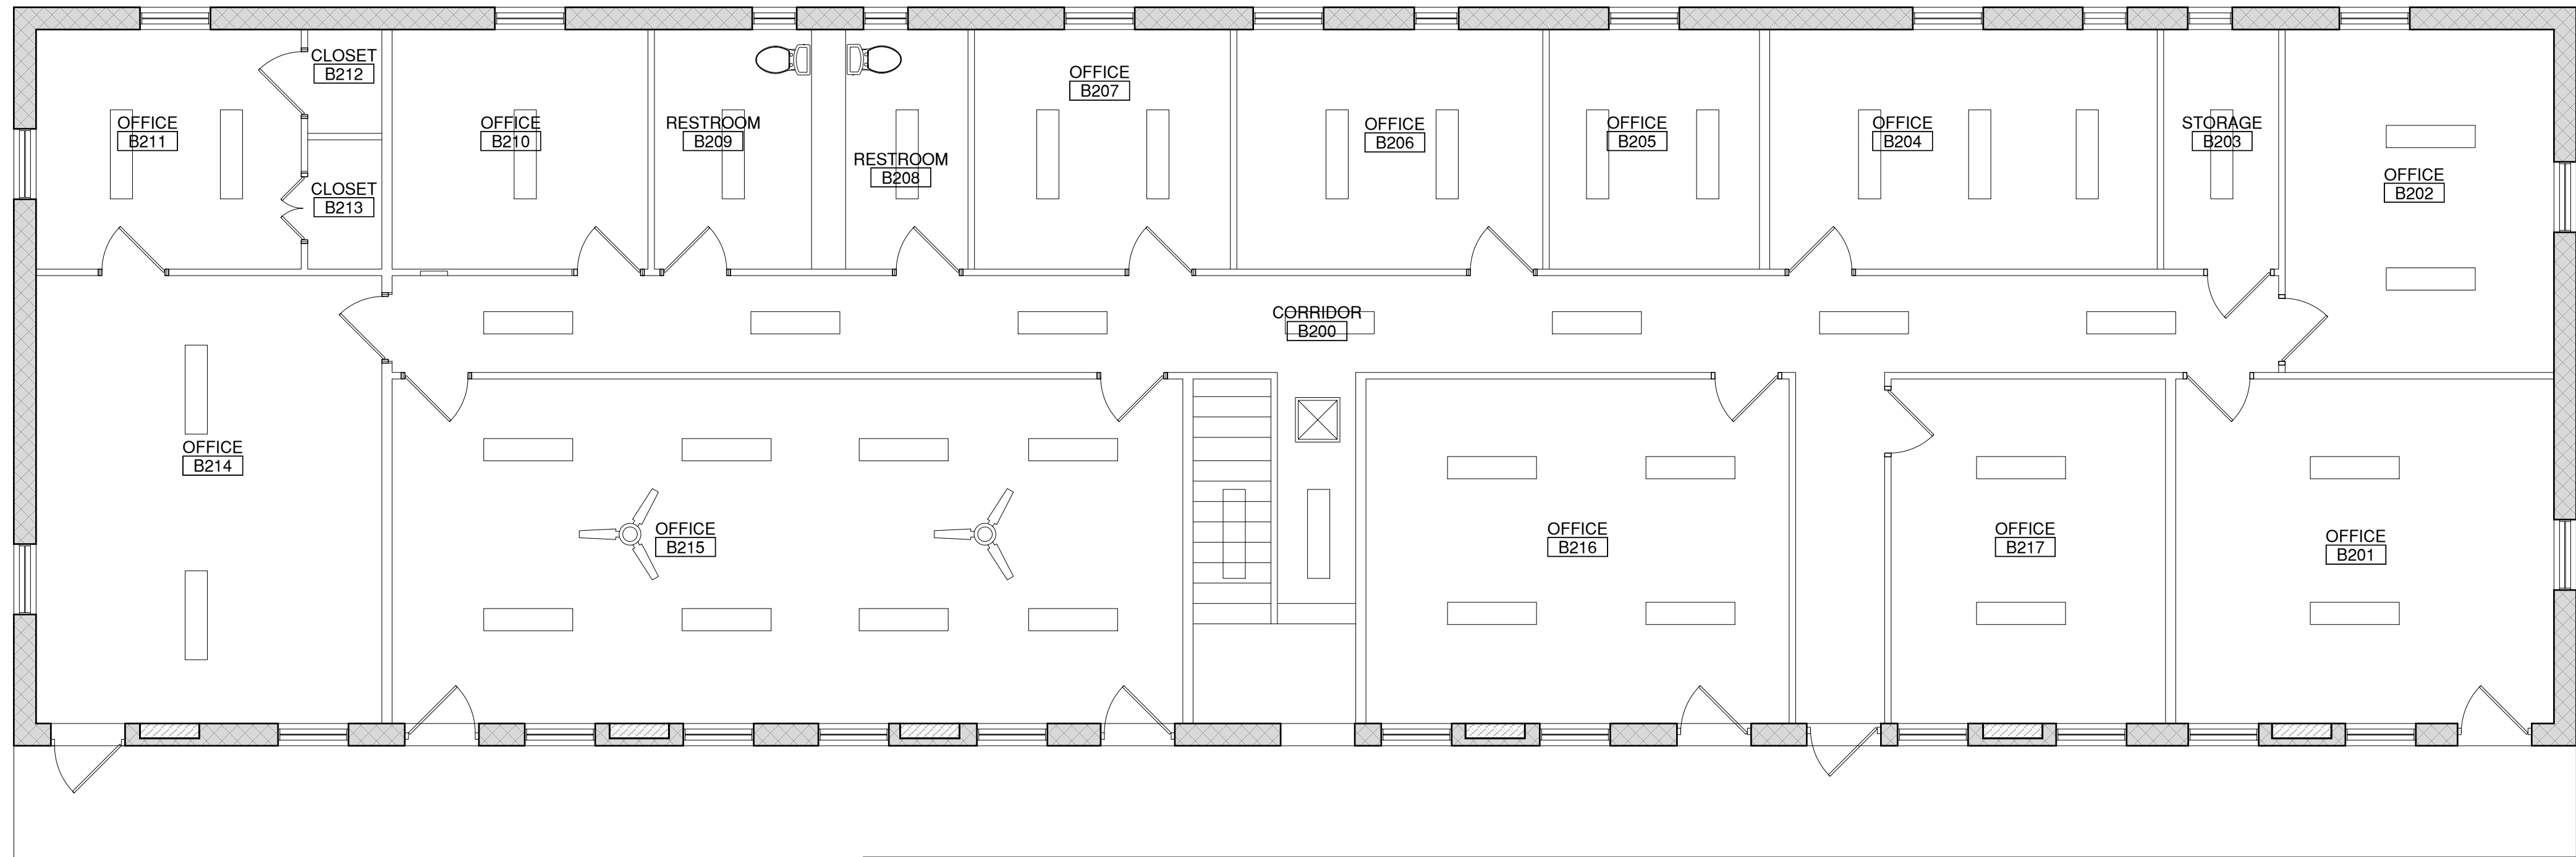 CLOSET
B212
OFFICE
B211
CLOSET
B213
OFFICE
B210
RESTROOM
B209
RESTROOM
B208
OFFICE
B207
OFFICE
B206
OFFICE
B205
OFFICE
B204
STORAGE
B203
OFFICE
B202
CORRIDOR
B200
OFFICE
B214
OFFICE
B215
OFFICE
B216
OFFICE
B217
OFFICE
B201